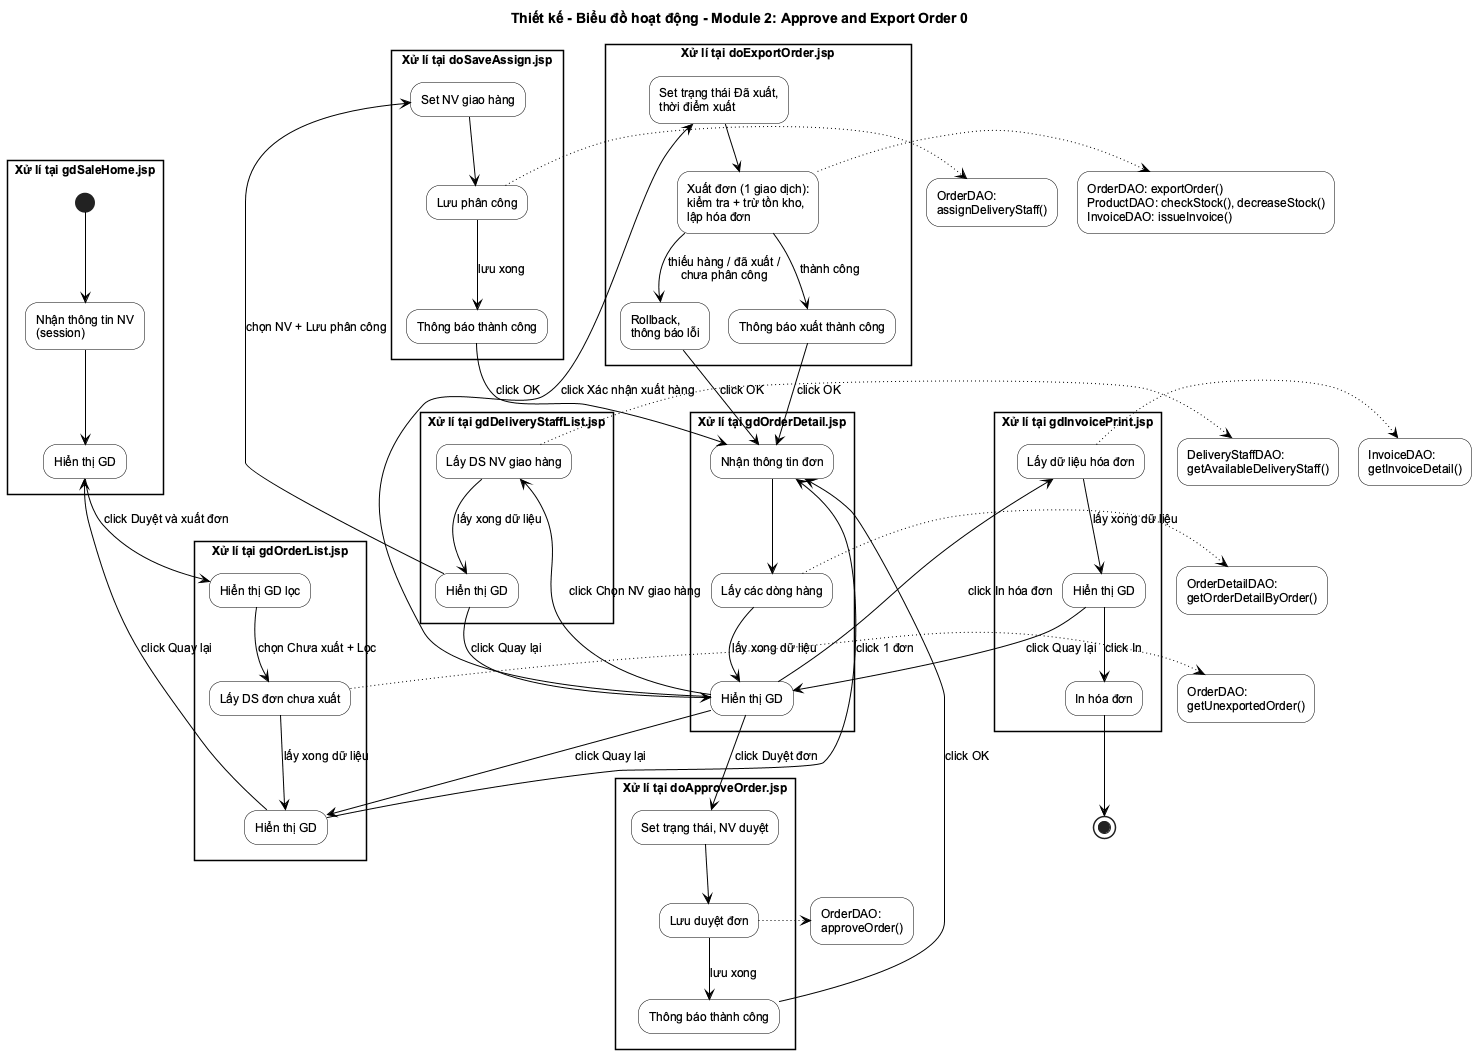 Thiết kế - Biểu đồ hoạt động - Module 2: Approve and Export Order 0
Xử lí tại doSaveAssign.jsp
Set NV giao hàng
Lưu phân công
lưu xong
Thông báo thành công
Xử lí tại doExportOrder.jsp
Set trạng thái Đã xuất,
thời điểm xuất
Xuất đơn (1 giao dịch):
kiểm tra + trừ tồn kho,
lập hóa đơn
thiếu hàng / đã xuất /
chưa phân công
thành công
Rollback,
thông báo lỗi
Thông báo xuất thành công
OrderDAO:
assignDeliveryStaff()
OrderDAO: exportOrder()
ProductDAO: checkStock(), decreaseStock()
InvoiceDAO: issueInvoice()
Xử lí tại gdSaleHome.jsp
Nhận thông tin NV
(session)
Hiển thị GD
chọn NV + Lưu phân công
click OK
click Xác nhận xuất hàng
click OK
click OK
Xử lí tại gdDeliveryStaffList.jsp
Lấy DS NV giao hàng
lấy xong dữ liệu
Hiển thị GD
Xử lí tại gdOrderDetail.jsp
Nhận thông tin đơn
Lấy các dòng hàng
lấy xong dữ liệu
Hiển thị GD
Xử lí tại gdInvoicePrint.jsp
Lấy dữ liệu hóa đơn
lấy xong dữ liệu
Hiển thị GD
click In
In hóa đơn
DeliveryStaffDAO:
getAvailableDeliveryStaff()
InvoiceDAO:
getInvoiceDetail()
OrderDetailDAO:
getOrderDetailByOrder()
OrderDAO:
getUnexportedOrder()
click Duyệt và xuất đơn
click Chọn NV giao hàng
click In hóa đơn
click Quay lại
click Quay lại
click 1 đơn
click Quay lại
Xử lí tại gdOrderList.jsp
Hiển thị GD lọc
chọn Chưa xuất + Lọc
Lấy DS đơn chưa xuất
lấy xong dữ liệu
Hiển thị GD
click Quay lại
click Duyệt đơn
click OK
Xử lí tại doApproveOrder.jsp
Set trạng thái, NV duyệt
Lưu duyệt đơn
lưu xong
Thông báo thành công
OrderDAO:
approveOrder()